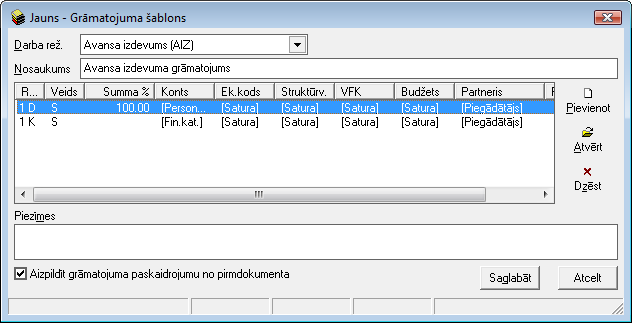 Jauns - Grāmatojuma šablons
Darba rež. Avansa izdevums (AIZ)
Nosaukums Avansa izdevuma grāmatojums
R... Veids Summa % Konts Ek.kods Struktūrv. VFK Budžets Partneris
1 D S 100.00 [Person... [Satura] [Satura] [Satura] [Satura] [Piegādātājs]
1 K S [Fin.kat.] [Satura] [Satura] [Satura] [Satura] [Piegādātājs]
Pievienot
Atvērt
Dzēst
Piezīmes
Aizpildīt grāmatojuma paskaidrojumu no pirmdokumenta
Saglabāt Atcelt